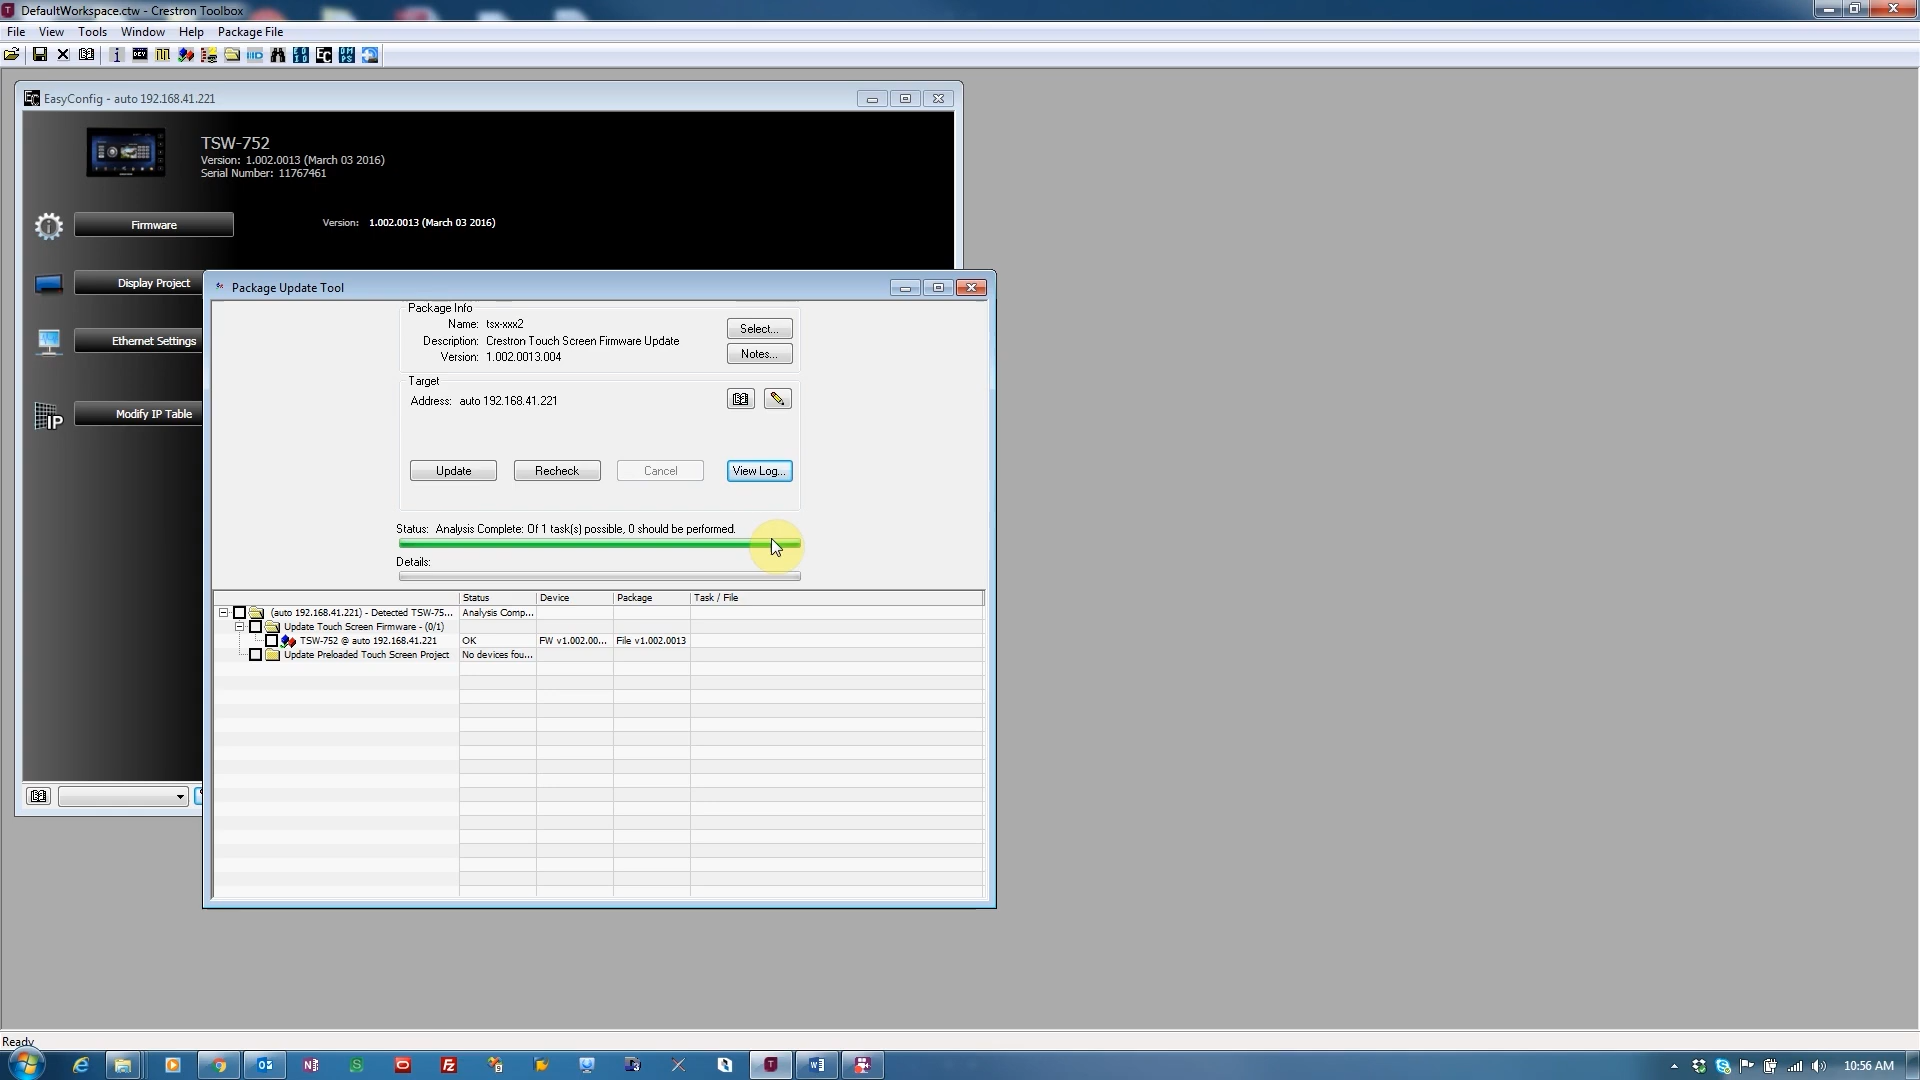 DefaultWorkspace.ctw - Crestron Toolbox
File View Tools Window Help Package File
EasyConfig - auto 192.168.41.221
TSW-752
Version: 1.002.0013 (March 03 2016)
Serial Number: 11767461
Firmware
Version: 1.002.0013 (March 03 2016)
Display Project
Ethernet Settings
Modify IP Table
IP
Package Update Tool
Package Info
Name: tsx-xxx2
Description: Crestron Touch Screen Firmware Update
Version: 1.002.0013.004
Select...
Notes...
Target
Address: auto 192.168.41.221
Update
Recheck
Cancel
View Log...
Status: Analysis Complete: Of 1 task(s) possible, 0 should be performed.
Details:
Status Device Package Task / File
(auto 192.168.41.221) - Detected TSW-75... Analysis Comp...
Update Touch Screen Firmware - (0/1)
TSW-752 @ auto 192.168.41.221 OK FW v1.002.00... File v1.002.0013
Update Preloaded Touch Screen Project No devices fou...
Ready
10:56 AM